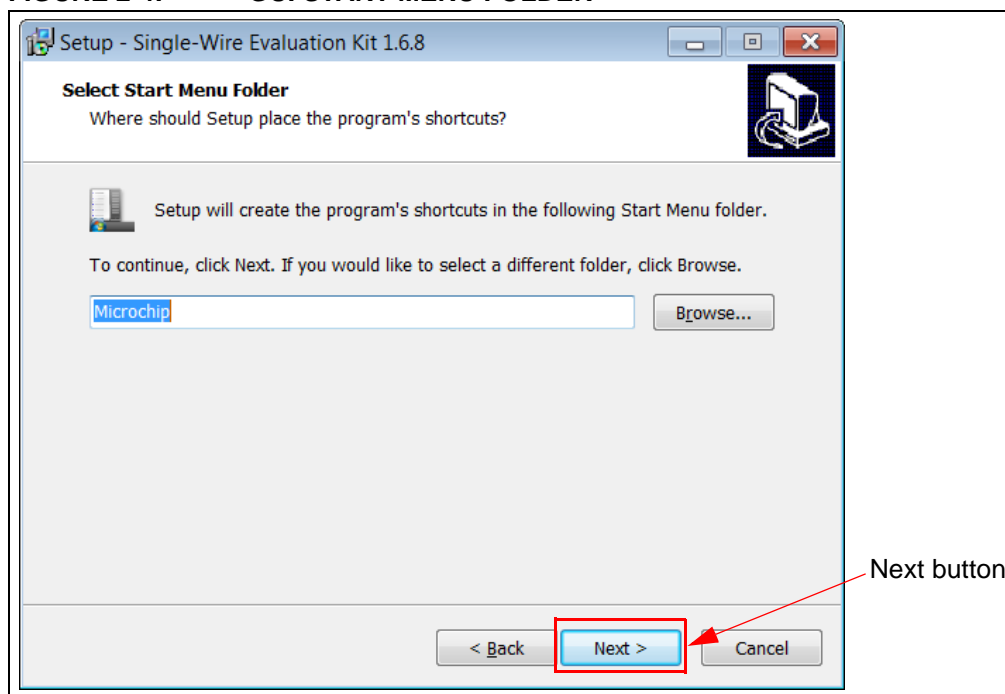 Setup - Single-Wire Evaluation Kit 1.6.8
Select Start Menu Folder
Where should Setup place the program's shortcuts?
Setup will create the program's shortcuts in the following Start Menu folder.
To continue, click Next. If you would like to select a different folder, click Browse.
Microchip
Browse...
Next button
< Back
Next >
Cancel